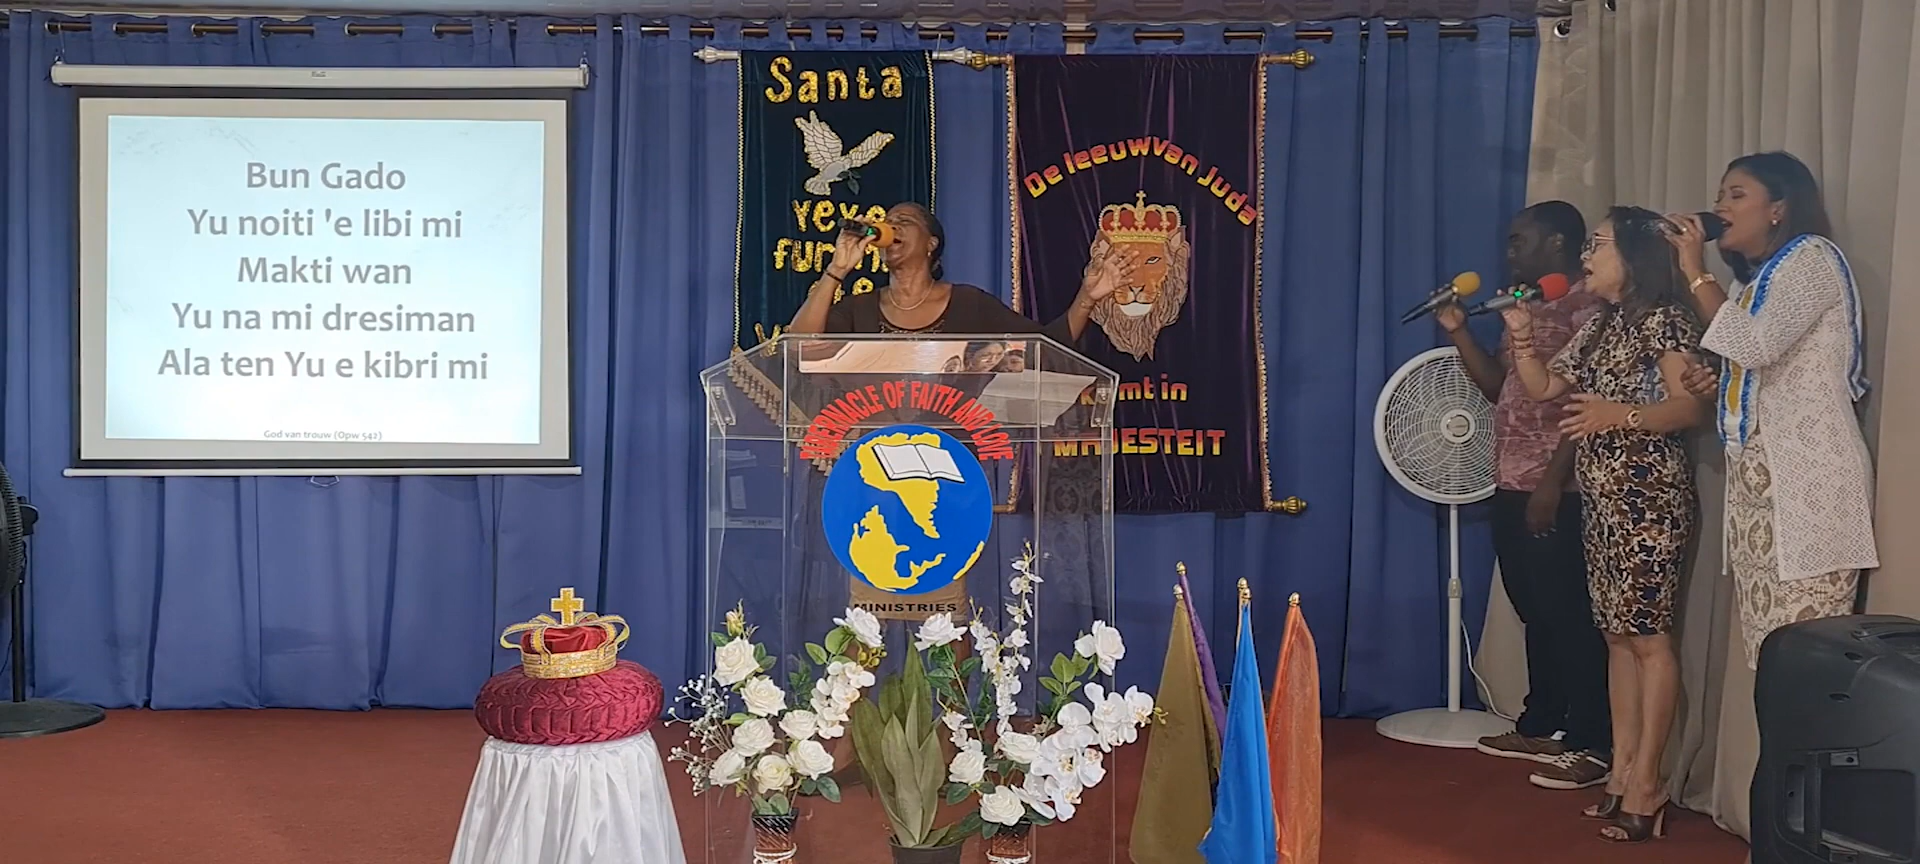 Bun Gado
Yu noiti 'e libi mi
Makti wan
Yu na mi dresiman
Ala ten Yu e kibri mi
God van trouw (Opw 542)
Santa
De leeuw van Juda
in
MAJESTEIT
TABERNACLE OF FAITH AND LOVE
MINISTRIES